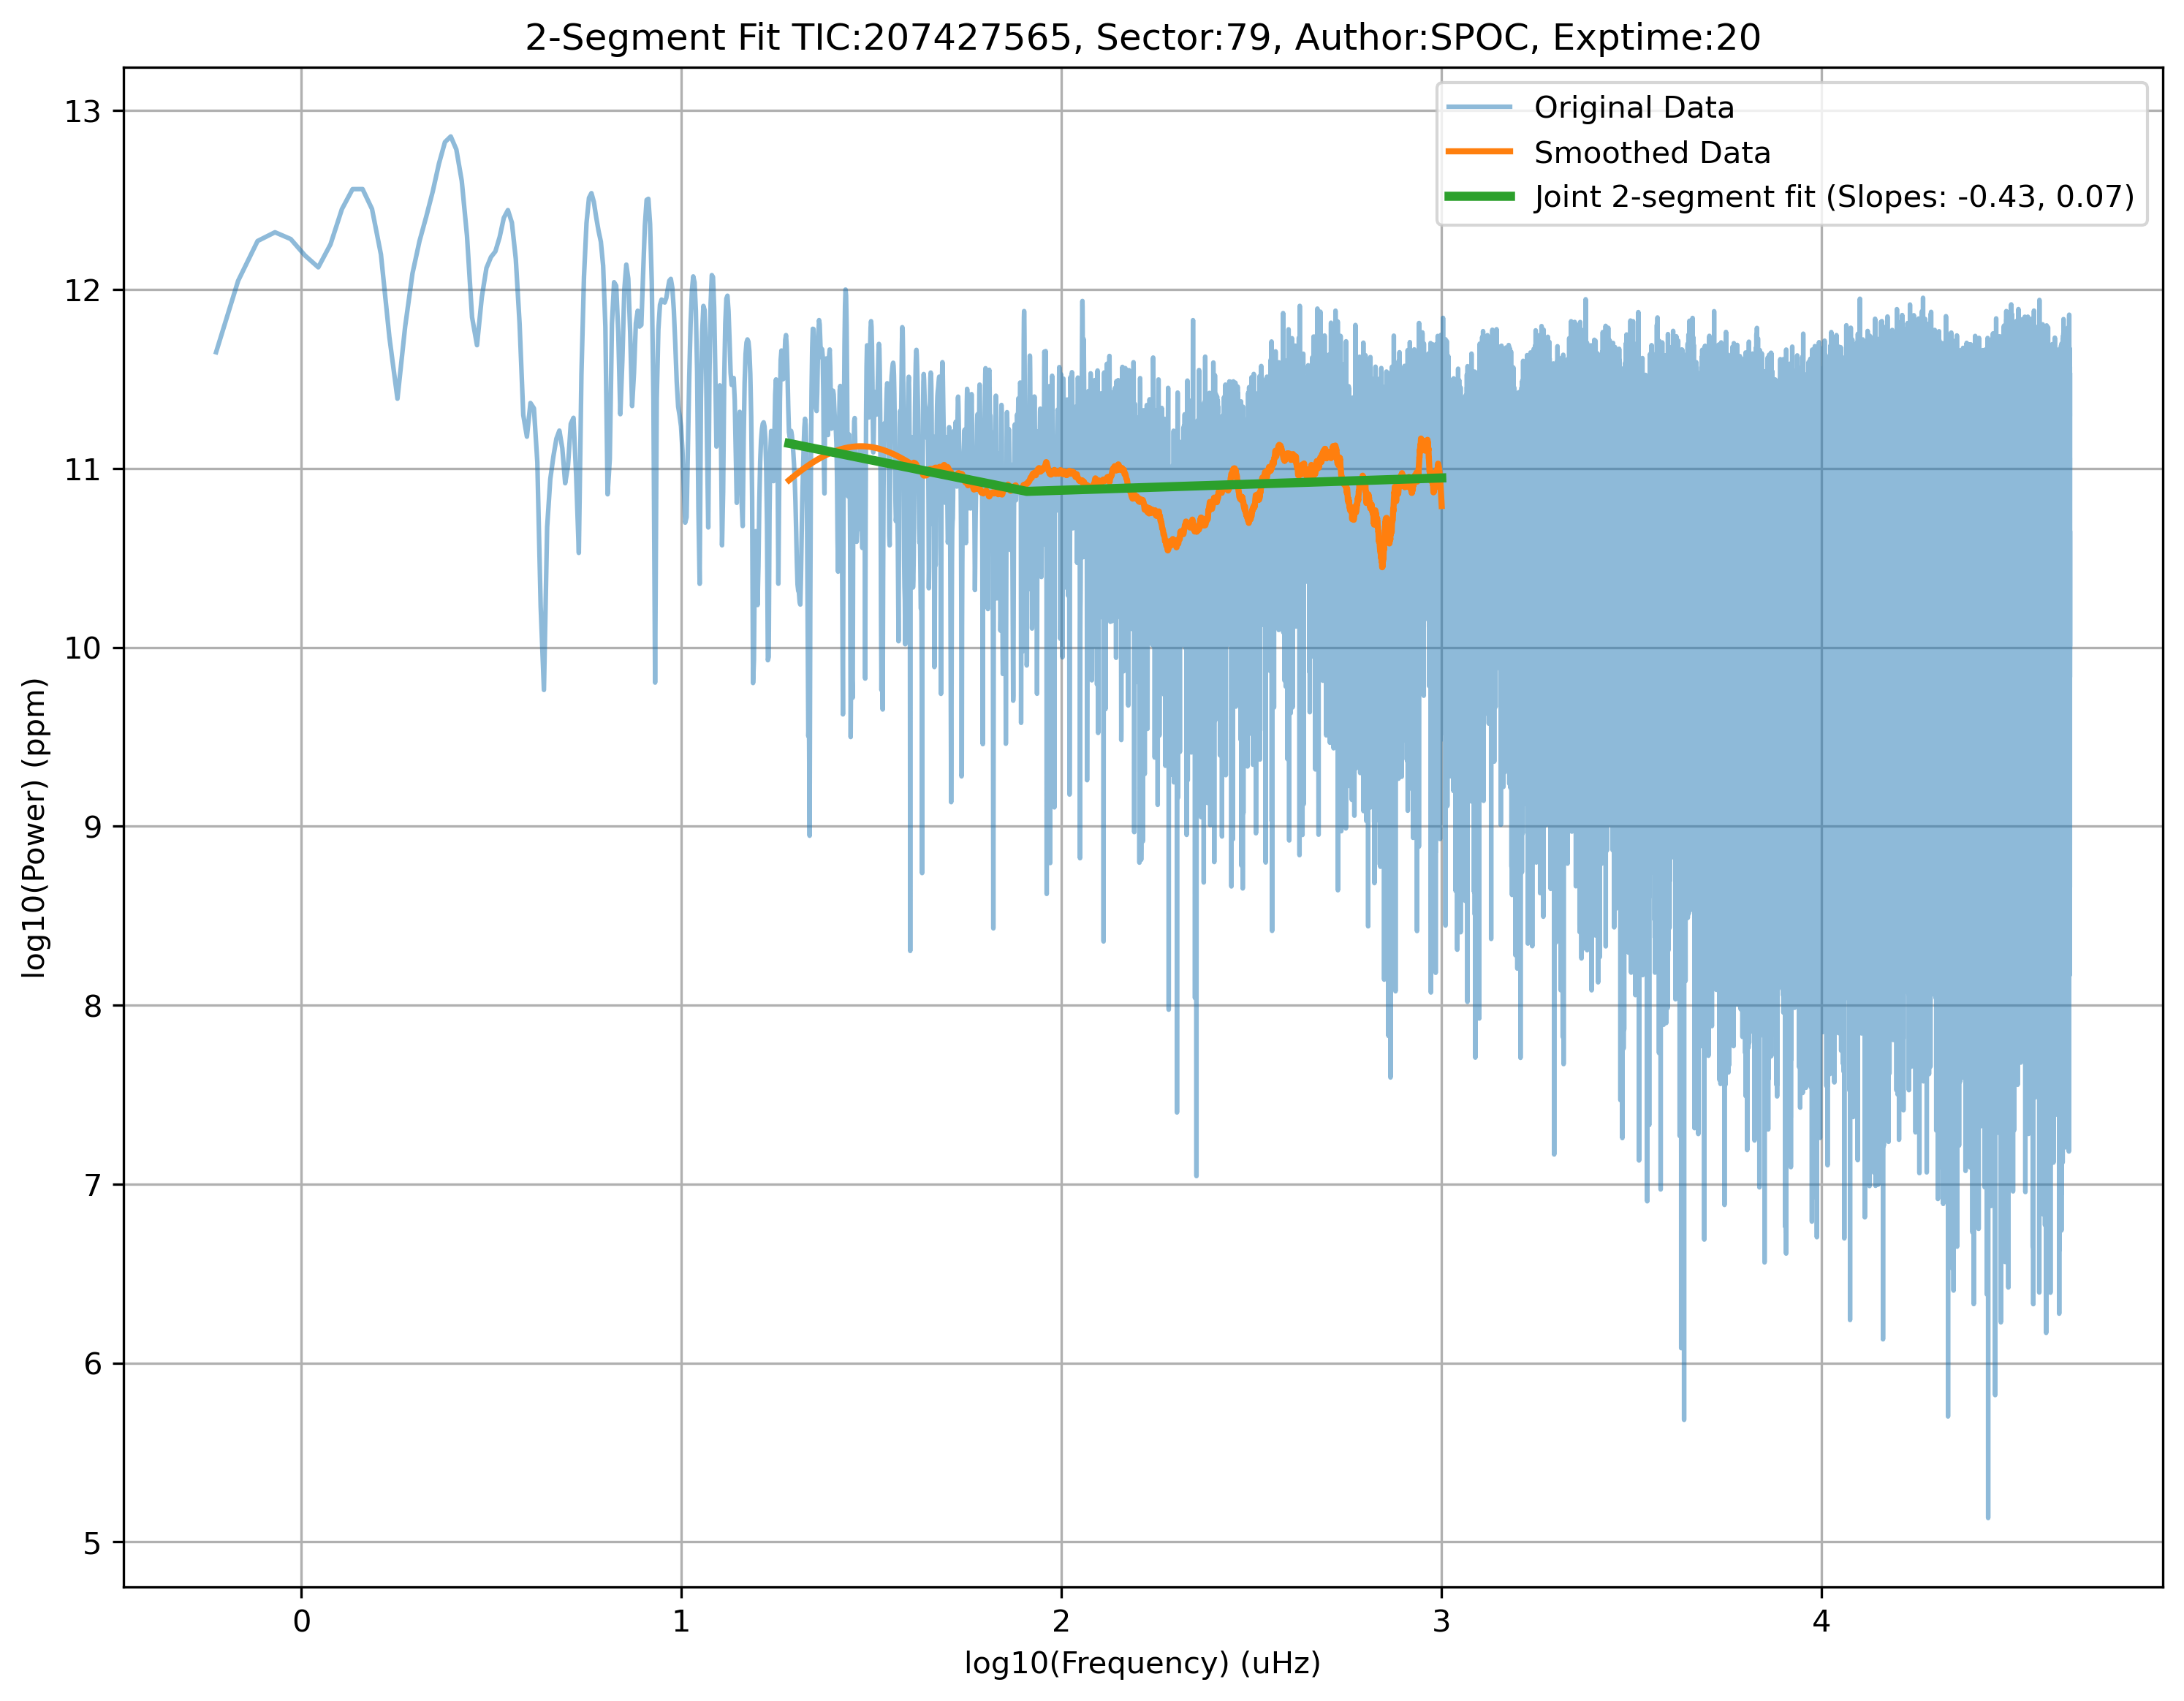 2-Segment Fit TIC:207427565, Sector:79, Author:SPOC, Exptime:20
Original Data
Smoothed Data
Joint 2-segment fit (Slopes: -0.43, 0.07)
13
12
11
10
9
8
7
6
5
log10(Power) (ppm)
0
1
2
3
4
log10(Frequency) (uHz)